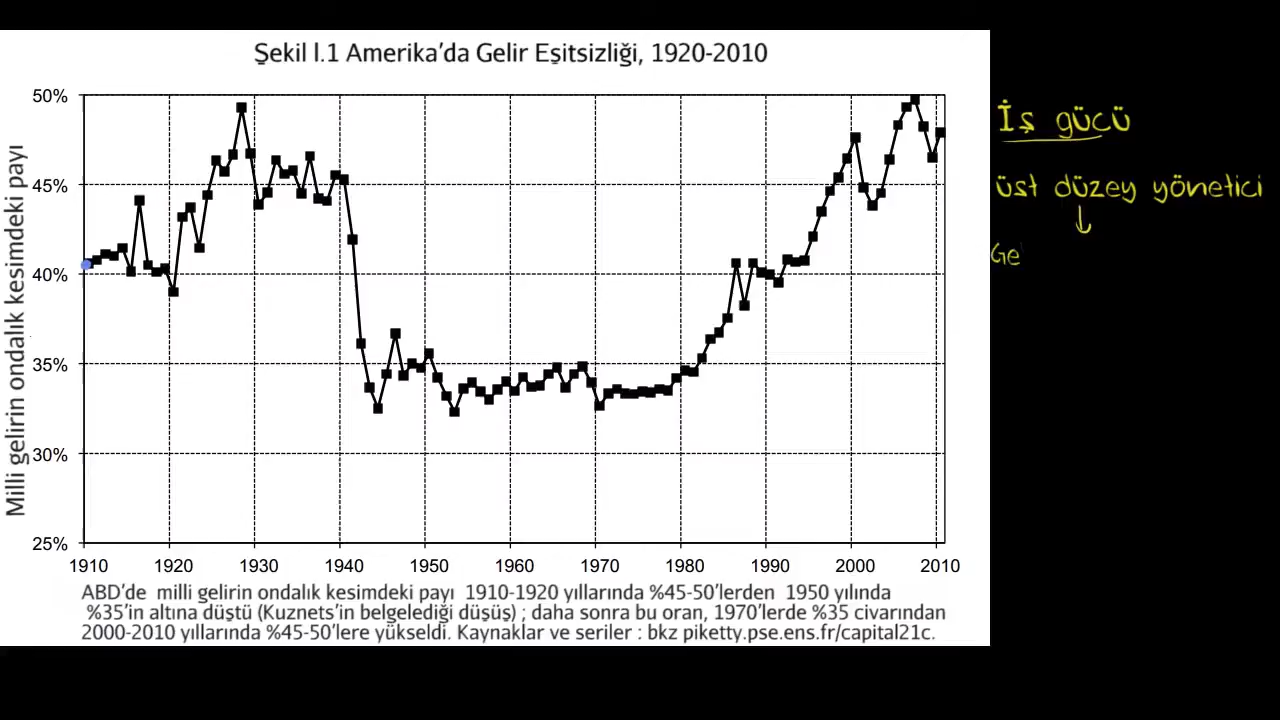 Şekil I.1 Amerika'da Gelir Eşitsizliği, 1920-2010
Milli gelirin ondalık kesimdeki payı
50%
45%
40%
35%
30%
25%
1910 1920 1930 1940 1950 1960 1970 1980 1990 2000 2010
ABD'de milli gelirin ondalık kesimdeki payı 1910-1920 yıllarında %45-50'lerden 1950 yılında
%35'in altına düştü (Kuznets'in belgelediği düşüş) ; daha sonra bu oran, 1970'lerde %35 civarından
2000-2010 yıllarında %45-50'lere yükseldi. Kaynaklar ve seriler : bkz piketty.pse.ens.fr/capital21c.
İş gücü
üst düzey yönetici
Ge